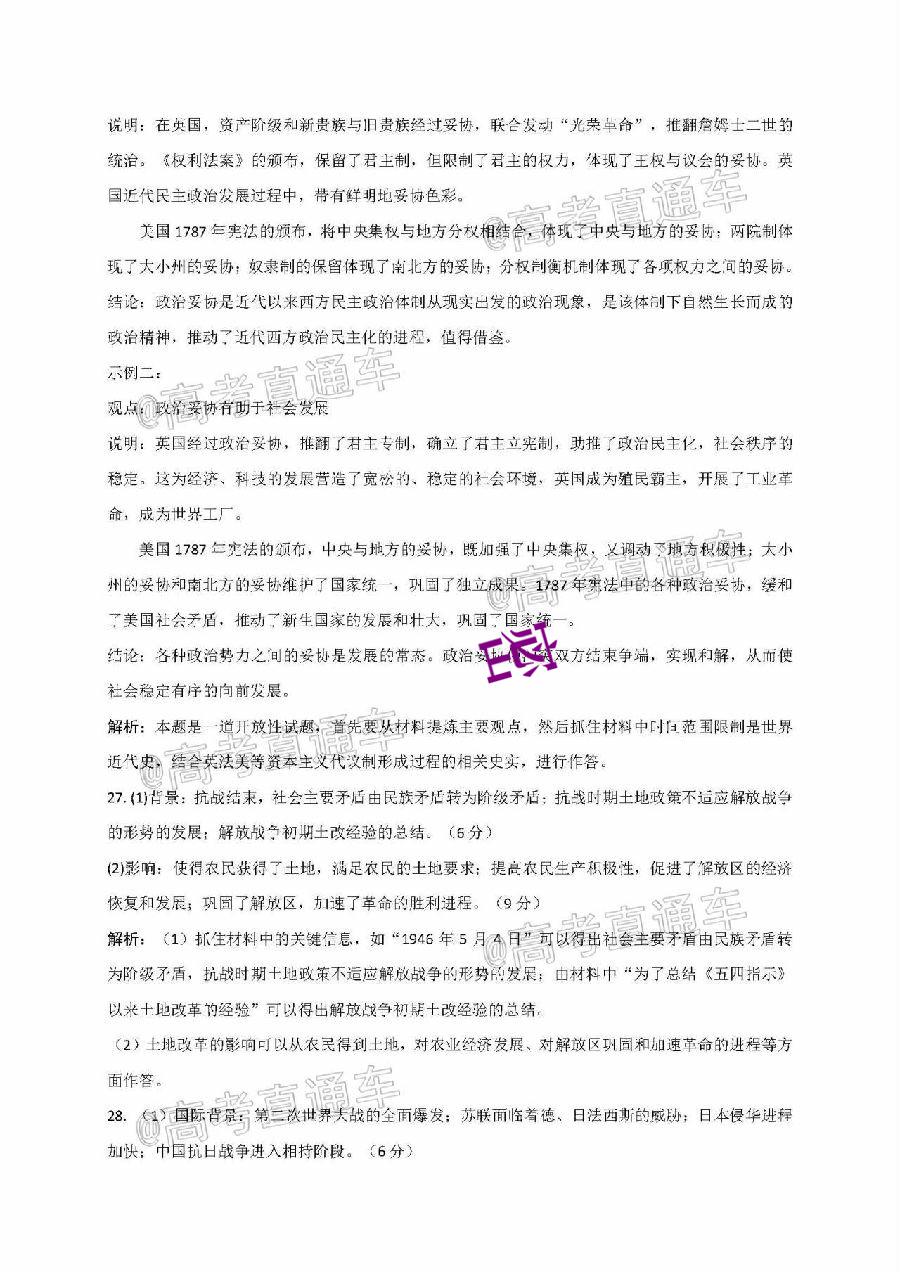 说明：在英国，资产阶级和新贵族与旧贵族经过妥协，联合发动“光荣革命”，推翻詹姆士二世的
统治。《权利法案》的颁布，保留了君主制，但限制了君主的权力，体现了王权与议会的妥协。英
国近代民主政治发展过程中，带有鲜明地妥协色彩。
美国 1787 年宪法的颁布，将中央集权与地方分权相结合，体现了中央与地方的妥协；两院制体
现了大小州的妥协；奴隶制的保留体现了南北方的妥协；分权制衡机制体现了各项权力之间的妥协。
结论：政治妥协是近代以来西方民主政治体制从现实出发的政治现象，是该体制下自然生长而成的
政治精神，推动了近代西方政治民主化的进程，值得借鉴。
示例二：
观点：政治妥协有助于社会发展
说明：英国经过政治妥协，推翻了君主专制，确立了君主立宪制，助推了政治民主化，社会秩序的
稳定。这为经济、科技的发展营造了宽松的、稳定的社会环境，英国成为殖民霸主，开展了工业革
命，成为世界工厂。
美国 1787 年宪法的颁布，中央与地方的妥协，既加强了中央集权，又调动了地方积极性；大小
州的妥协和南北方的妥协维护了国家统一，巩固了独立成果。1787 年宪法中的各种政治妥协，缓和
了美国社会矛盾，推动了新生国家的发展和壮大，巩固了国家统一。
结论：各种政治势力之间的妥协是发展的常态。政治妥协 双方结束争端，实现和解，从而使
社会稳定有序的向前发展。
解析：本题是一道开放性试题，首先要从材料提炼主要观点，然后抓住材料中时间范围限制是世界
近代史，结合英法美等资本主义代议制形成过程的相关史实，进行作答。
27. (1)背景：抗战结束，社会主要矛盾由民族矛盾转为阶级矛盾；抗战时期土地政策不适应解放战争
的形势的发展；解放战争初期土改经验的总结。（6 分）
(2)影响：使得农民获得了土地，满足农民的土地要求；提高农民生产积极性，促进了解放区的经济
恢复和发展；巩固了解放区，加速了革命的胜利进程。（9 分）
解析：（1）抓住材料中的关键信息，如“1946 年 5 月 4 日”可以得出社会主要矛盾由民族矛盾转
为阶级矛盾，抗战时期土地政策不适应解放战争的形势的发展；由材料中“为了总结《五四指示》
以来土地改革的经验”可以得出解放战争初期土改经验的总结。
（2）土地改革的影响可以从农民得到土地，对农业经济发展、对解放区巩固和加速革命的进程等方
面作答。
28. （1）国际背景：第二次世界大战的全面爆发；苏联面临着德、日法西斯的威胁；日本侵华进程
加快；中国抗日战争进入相持阶段。（6 分）
@高考直通车
@高考直通车
@高考直通车
@高考直通车
@高考直通车
@高考直通车